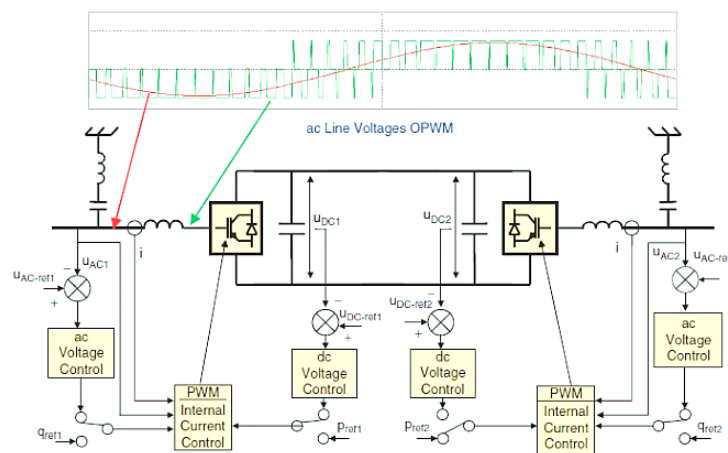 ac Line Voltages OPWM
u_DC1
u_DC2
i
i
u_AC1
u_AC2
u_AC-ref1
u_AC-re
−
+
−
+
−
u_DC-ref1
+
u_DC-ref2
−
+
ac
Voltage
Control
dc
Voltage
Control
dc
Voltage
Control
ac
Voltage
Control
PWM
Internal
Current
Control
PWM
Internal
Current
Control
q_ref1
p_ref1
p_ref2
q_ref2